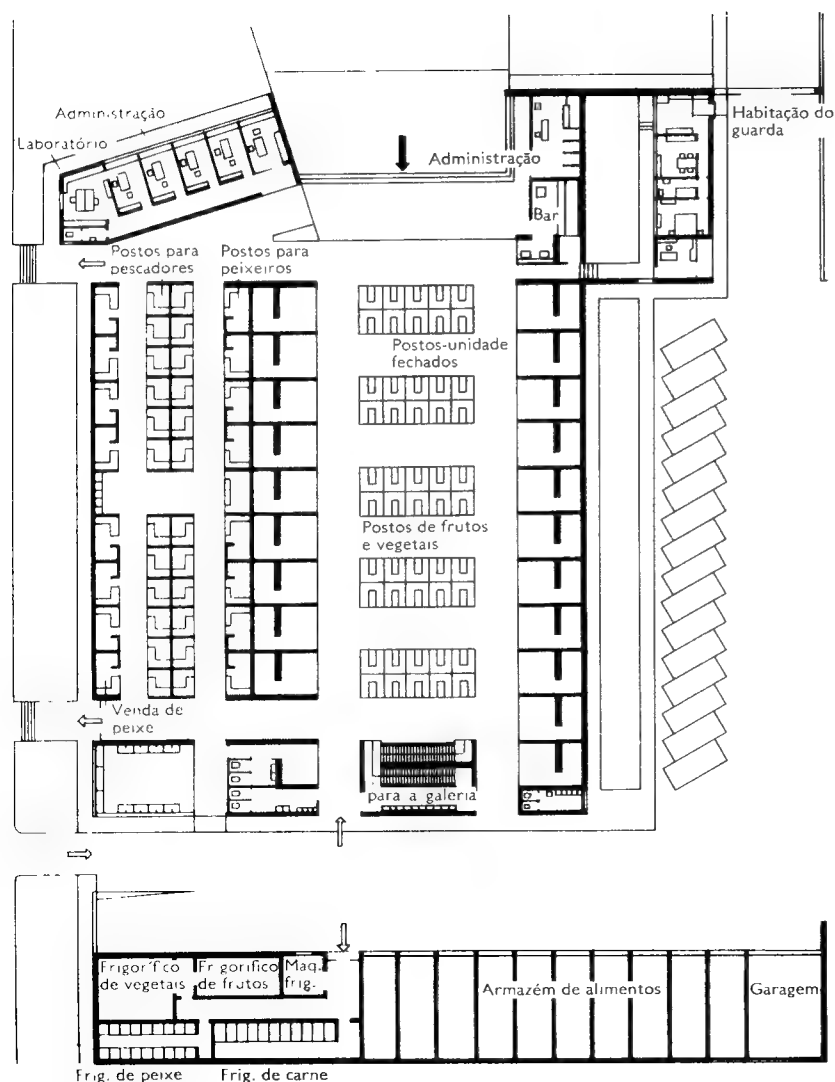 Administração
Laboratório
Administração
Habitação do
guarda
Bar
Postos para
pescadores
Postos para
peixeiros
Postos-unidade
fechados
Postos de frutos
e vegetais
Venda de
peixe
para a galeria
Frigorífico
de vegetais
Frigorifico
de frutos
Maq.
frig.
Armazém de alimentos
Garagem
Frig. de peixe
Frig. de carne